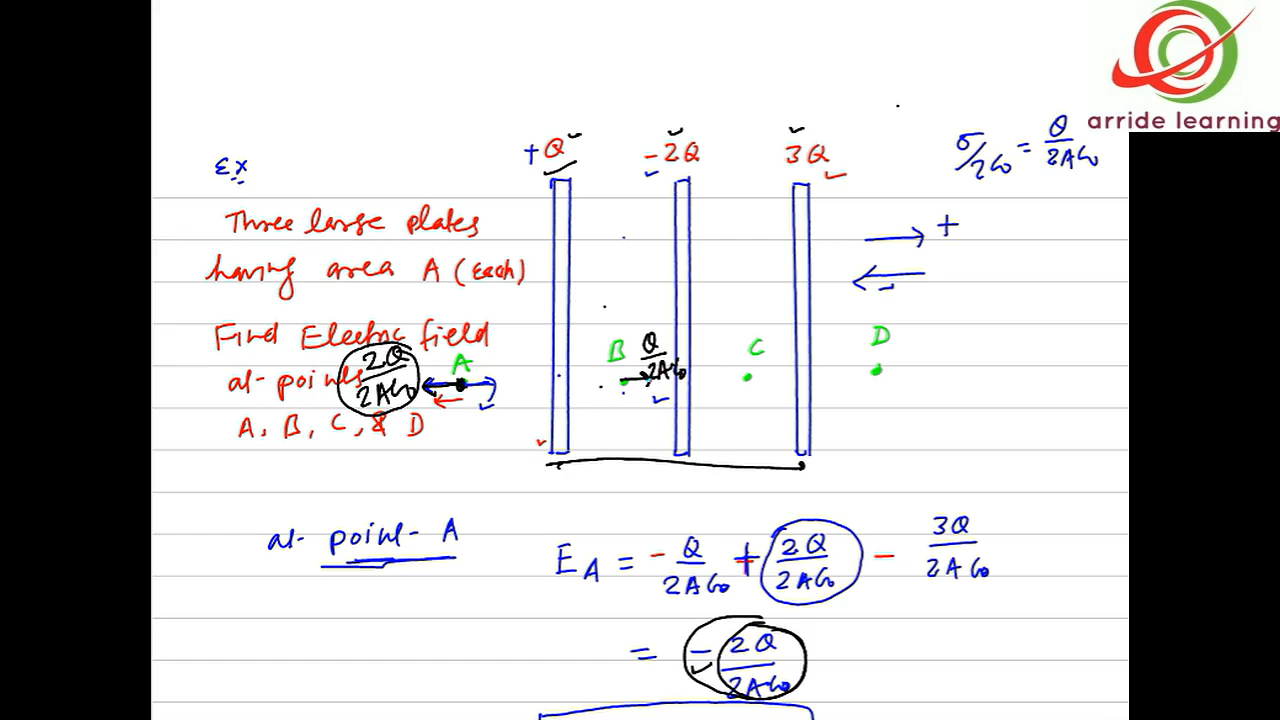 arride learning
σ/2ε₀ = Q/2Aε₀
+Q
-2Q
3Q
Ex
Three large plates
having area A (Each)
Find Electric field
at points
A, B, C, & D
+
-
2Q/2Aε₀
A
B
Q/2Aε₀
C
D
at point - A
E_A = - Q/2Aε₀ + 2Q/2Aε₀ - 3Q/2Aε₀
= - 2Q/2Aε₀